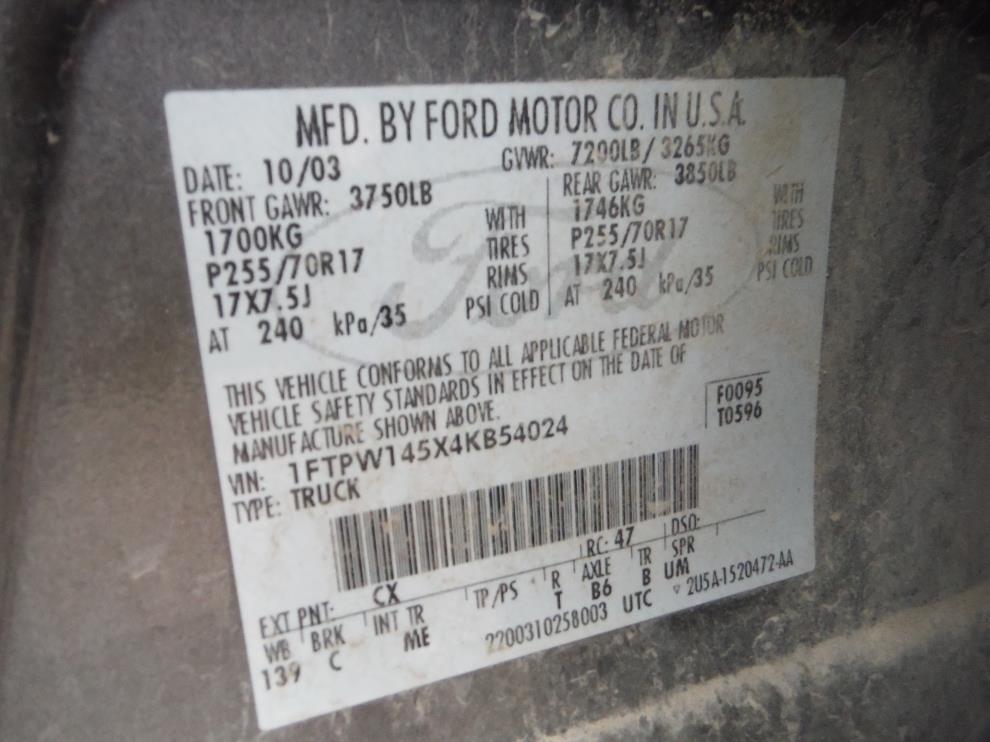 MFD. BY FORD MOTOR CO. IN U.S.A.
DATE: 10/03 GVWR: 7200LB / 3265KG
FRONT GAWR: 3750LB REAR GAWR: 3850LB
1700KG WITH 1746KG WITH
P255/70R17 TIRES P255/70R17 TIRES
17X7.5J RIMS 17X7.5J RIMS
AT 240 kPa/35 PSI COLD AT 240 kPa/35 PSI COLD
Ford
THIS VEHICLE CONFORMS TO ALL APPLICABLE FEDERAL MOTOR
VEHICLE SAFETY STANDARDS IN EFFECT ON THE DATE OF
MANUFACTURE SHOWN ABOVE.
F0095
T0596
VIN: 1FTPW145X4KB54024
TYPE: TRUCK
EXT PNT: CX RC: 47 DSO:
WB BRK INT TR TP/PS R AXLE TR SPR
139 C ME T B6 B UM
2200310258003 UTC ▿ 2U5A-1520472-AA